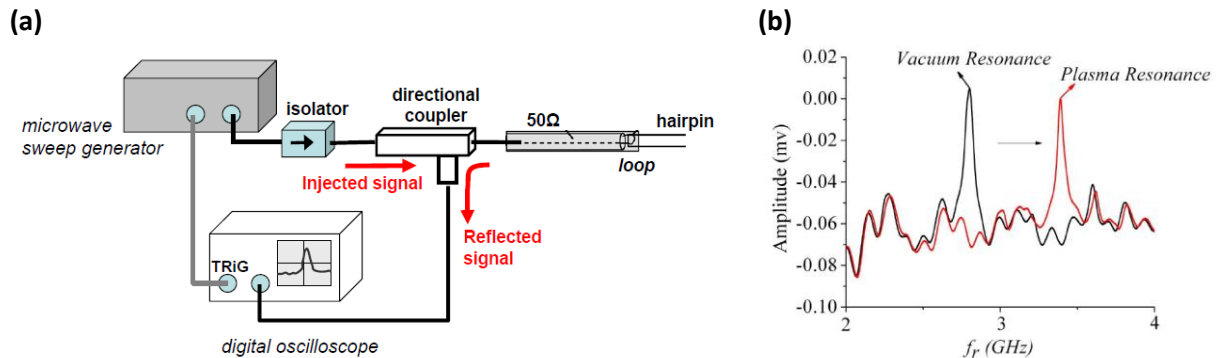 (a)
microwave
sweep generator
isolator
directional
coupler
50Ω
hairpin
loop
Injected signal
Reflected
signal
TRiG
digital oscilloscope
(b)
Vacuum Resonance
Plasma Resonance
Amplitude (mv)
0.02
0.00
-0.02
-0.04
-0.06
-0.08
-0.10
2
3
4
fr (GHz)